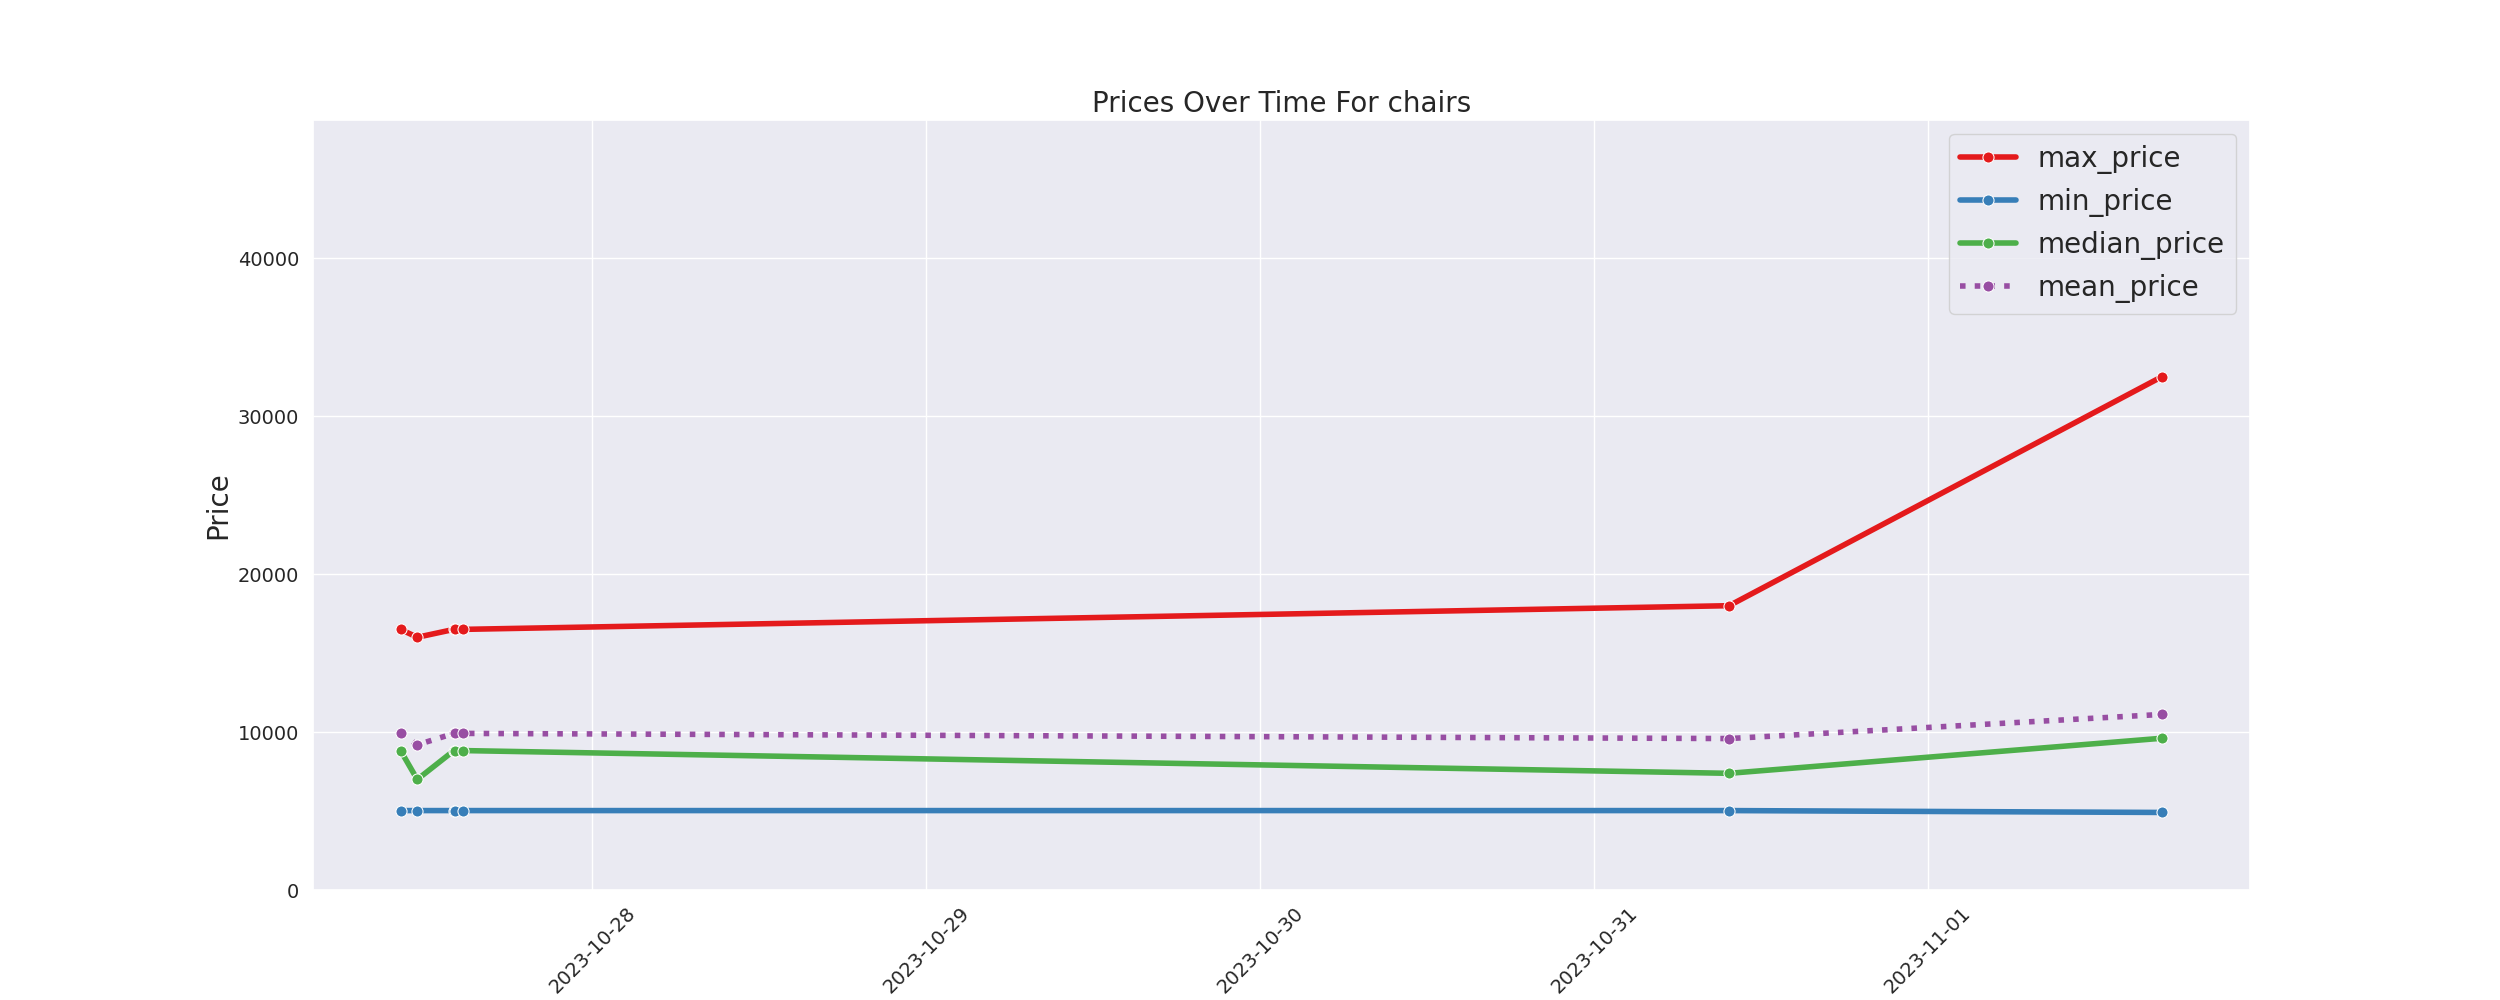 Prices Over Time For chairs
max_price
min_price
median_price
mean_price
Price
40000
30000
20000
10000
0
2023-10-28
2023-10-29
2023-10-30
2023-10-31
2023-11-01